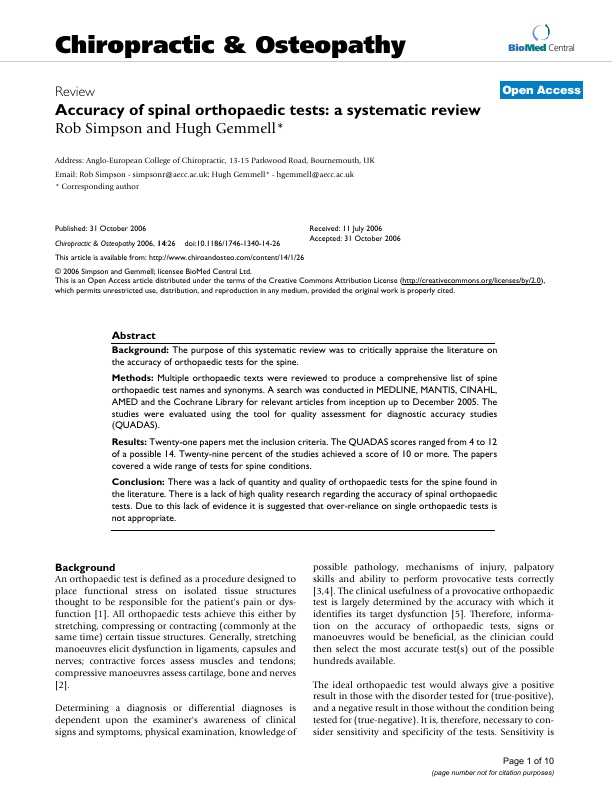 Chiropractic & Osteopathy
BioMed Central
Open Access
Review
Accuracy of spinal orthopaedic tests: a systematic review
Rob Simpson and Hugh Gemmell*
Address: Anglo-European College of Chiropractic, 13-15 Parkwood Road, Bournemouth, UK
Email: Rob Simpson - simpsonr@aecc.ac.uk; Hugh Gemmell* - hgemmell@aecc.ac.uk
* Corresponding author
Published: 31 October 2006
Chiropractic & Osteopathy 2006, 14:26 doi:10.1186/1746-1340-14-26
Received: 11 July 2006
Accepted: 31 October 2006
This article is available from: http://www.chiroandosteo.com/content/14/1/26
© 2006 Simpson and Gemmell; licensee BioMed Central Ltd.
This is an Open Access article distributed under the terms of the Creative Commons Attribution License (http://creativecommons.org/licenses/by/2.0),
which permits unrestricted use, distribution, and reproduction in any medium, provided the original work is properly cited.
Abstract
Background: The purpose of this systematic review was to critically appraise the literature on
the accuracy of orthopaedic tests for the spine.
Methods: Multiple orthopaedic texts were reviewed to produce a comprehensive list of spine
orthopaedic test names and synonyms. A search was conducted in MEDLINE, MANTIS, CINAHL,
AMED and the Cochrane Library for relevant articles from inception up to December 2005. The
studies were evaluated using the tool for quality assessment for diagnostic accuracy studies
(QUADAS).
Results: Twenty-one papers met the inclusion criteria. The QUADAS scores ranged from 4 to 12
of a possible 14. Twenty-nine percent of the studies achieved a score of 10 or more. The papers
covered a wide range of tests for spine conditions.
Conclusion: There was a lack of quantity and quality of orthopaedic tests for the spine found in
the literature. There is a lack of high quality research regarding the accuracy of spinal orthopaedic
tests. Due to this lack of evidence it is suggested that over-reliance on single orthopaedic tests is
not appropriate.
Background
An orthopaedic test is defined as a procedure designed to
place functional stress on isolated tissue structures
thought to be responsible for the patient's pain or dys-
function [1]. All orthopaedic tests achieve this either by
stretching, compressing or contracting (commonly at the
same time) certain tissue structures. Generally, stretching
manoeuvres elicit dysfunction in ligaments, capsules and
nerves; contractive forces assess muscles and tendons;
compressive manoeuvres assess cartilage, bone and nerves
[2].
Determining a diagnosis or differential diagnoses is
dependent upon the examiner's awareness of clinical
signs and symptoms, physical examination, knowledge of
possible pathology, mechanisms of injury, palpatory
skills and ability to perform provocative tests correctly
[3,4]. The clinical usefulness of a provocative orthopaedic
test is largely determined by the accuracy with which it
identifies its target dysfunction [5]. Therefore, informa-
tion on the accuracy of orthopaedic tests, signs or
manoeuvres would be beneficial, as the clinician could
then select the most accurate test(s) out of the possible
hundreds available.
The ideal orthopaedic test would always give a positive
result in those with the disorder tested for (true-positive),
and a negative result in those without the condition being
tested for (true-negative). It is, therefore, necessary to con-
sider sensitivity and specificity of the tests. Sensitivity is
Page 1 of 10
(page number not for citation purposes)